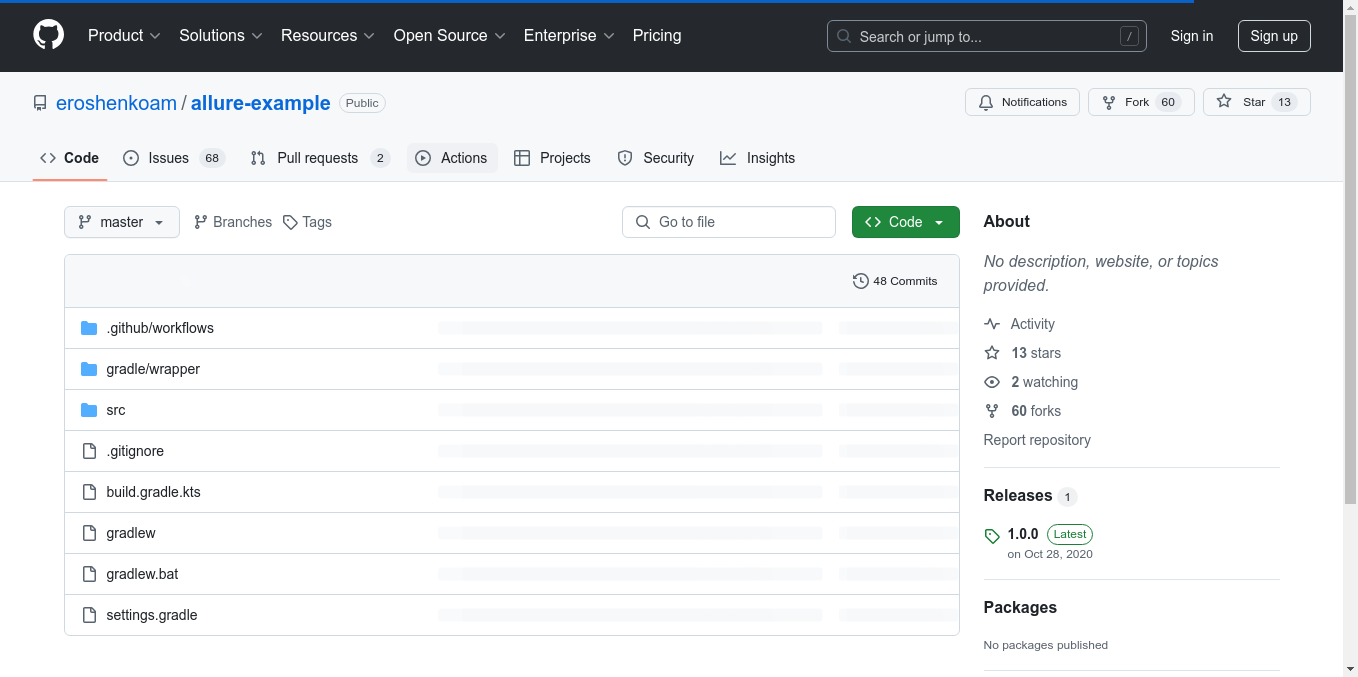 Product Solutions Resources Open Source Enterprise Pricing Search or jump to... / Sign in Sign up
eroshenkoam / allure-example Public Notifications Fork 60 Star 13
Code Issues 68 Pull requests 2 Actions Projects Security Insights
master Branches Tags Go to file Code
48 Commits
.github/workflows
gradle/wrapper
src
.gitignore
build.gradle.kts
gradlew
gradlew.bat
settings.gradle
About
No description, website, or topics
provided.
Activity
13 stars
2 watching
60 forks
Report repository
Releases 1
1.0.0 Latest
on Oct 28, 2020
Packages
No packages published